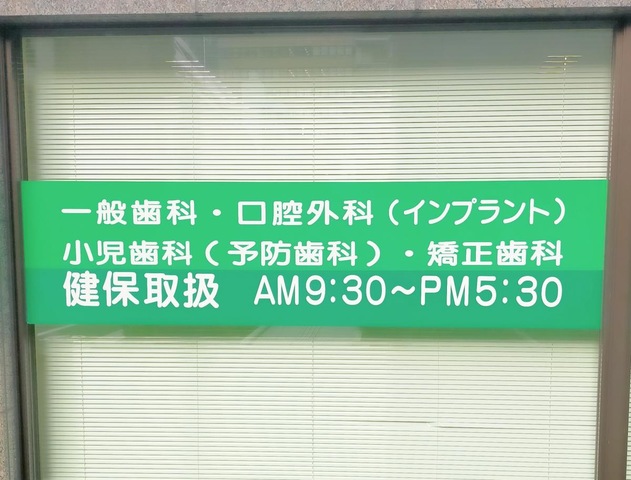 一般歯科・口腔外科(インプラント)
小児歯科(予防歯科)・矯正歯科
健保取扱 AM9:30〜PM5:30